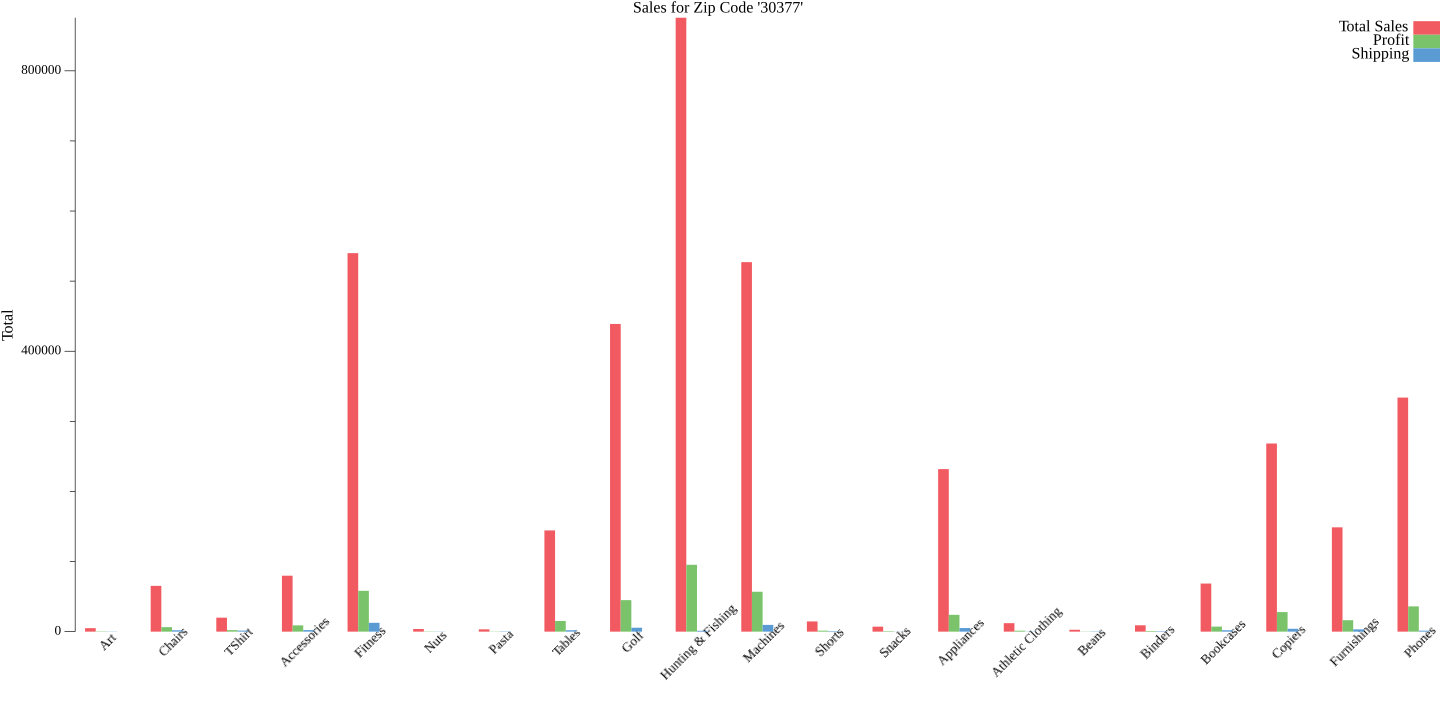 Sales for Zip Code '30377'
Total Sales
Profit
Shipping
800000
400000
0
Total
Art
Chairs
TShirt
Accessories
Fitness
Nuts
Pasta
Tables
Golf
Hunting & Fishing
Machines
Shorts
Snacks
Appliances
Athletic Clothing
Beans
Binders
Bookcases
Copiers
Furnishings
Phones